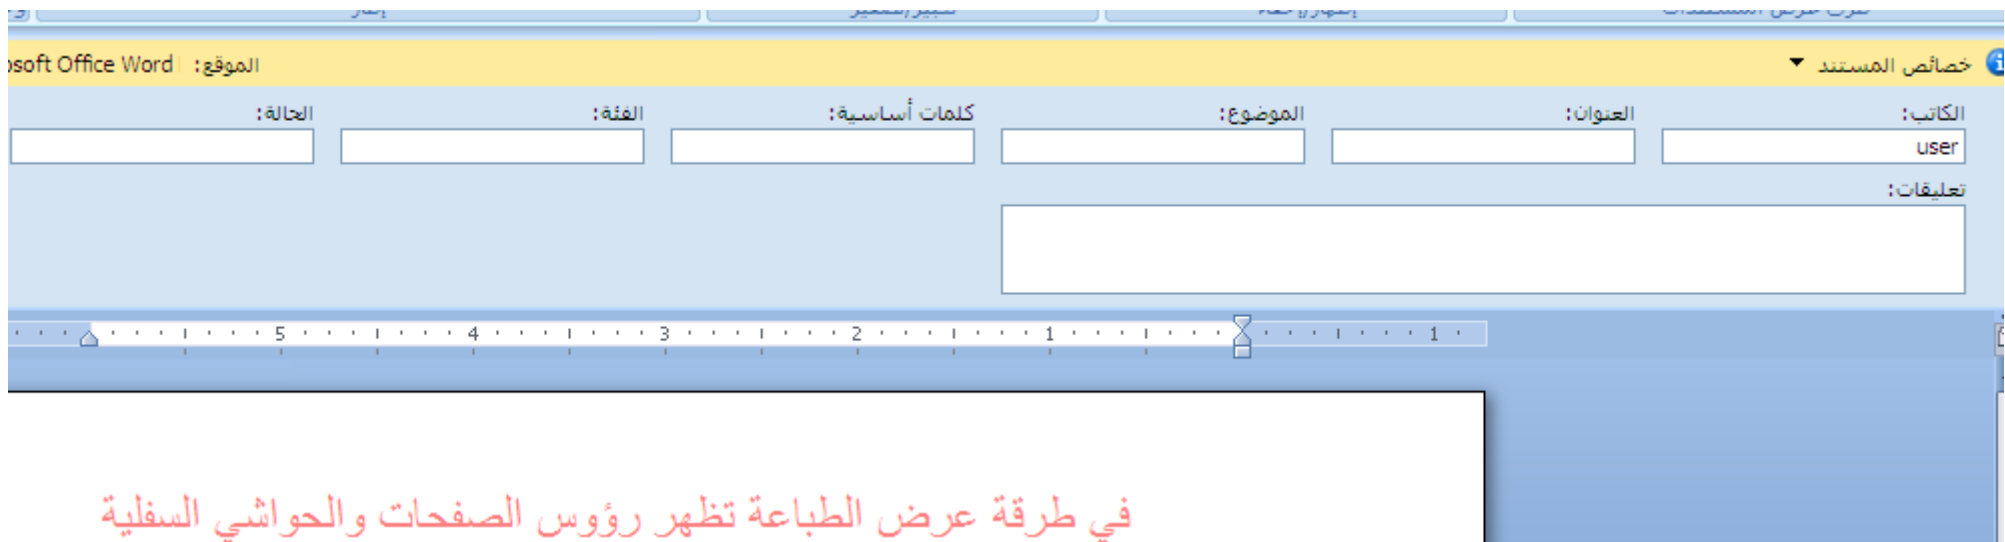 خصائص المستند
الموقع: osoft Office Word
الكاتب: العنوان: الموضوع: كلمات أساسية: الفئة: الحالة:
user
تعليقات:
1 1 2 3 4 5
في طرقة عرض الطباعة تظهر رؤوس الصفحات والحواشي السفلية